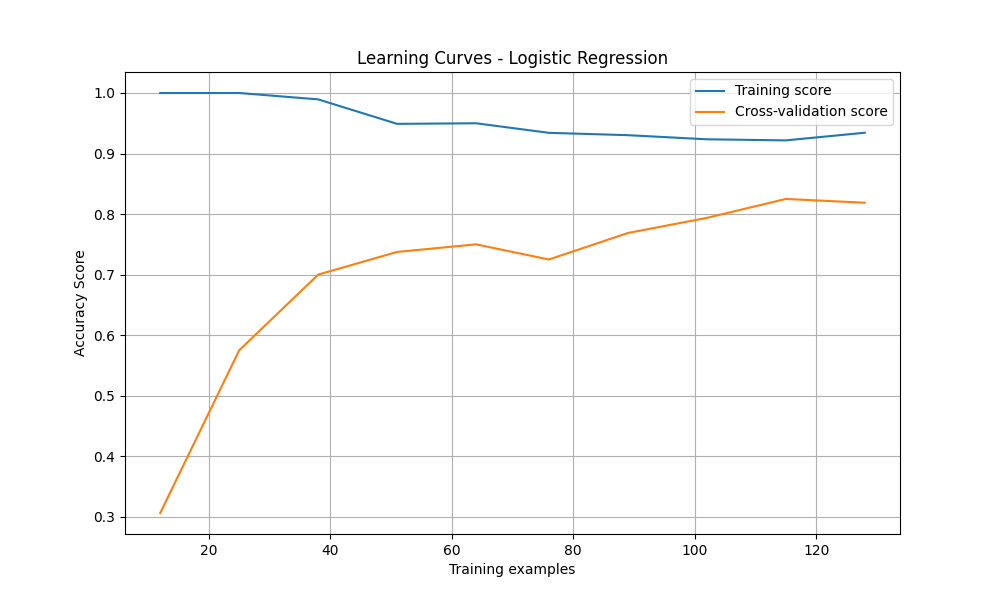 Learning Curves - Logistic Regression
Training score
Cross-validation score
1.0
0.9
0.8
0.7
0.6
0.5
0.4
0.3
Accuracy Score
20 40 60 80 100 120
Training examples